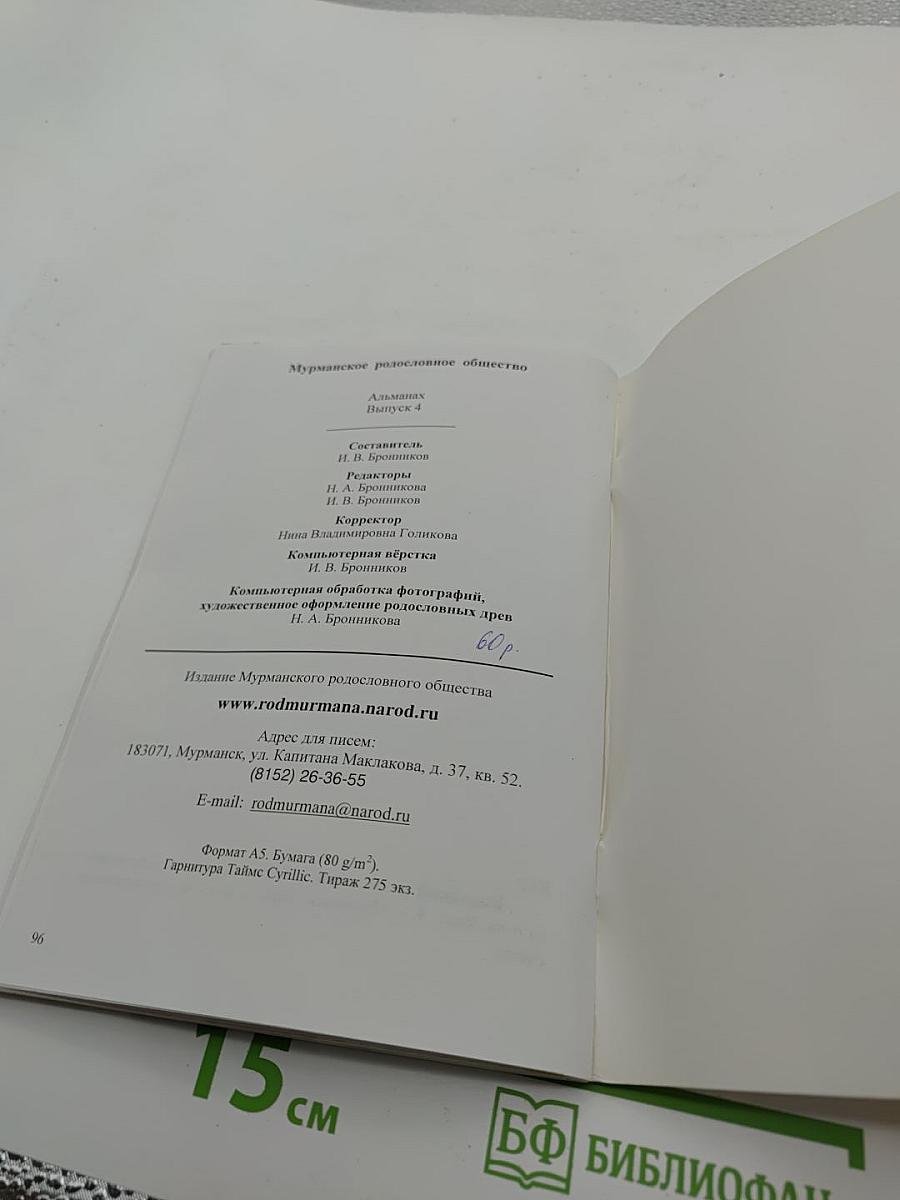 Мурманское родословное общество
Альманах
Выпуск 4
Составитель
И. В. Бронников
Редакторы
Н. А. Бронникова
И. В. Бронников
Корректор
Нина Владимировна Голикова
Компьютерная вёрстка
И. В. Бронников
Компьютерная обработка фотографий,
художественное оформление родословных древ
Н. А. Бронникова
60 р.
Издание Мурманского родословного общества
www.rodmurmana.narod.ru
Адрес для писем:
183071, Мурманск, ул. Капитана Маклакова, д. 37, кв. 52.
(8152) 26-36-55
E-mail: rodmurmana@narod.ru
Формат А5. Бумага (80 g/m²).
Гарнитура Таймс Cyrillic. Тираж 275 экз.
96
15 см
БФ БИБЛИОФАН